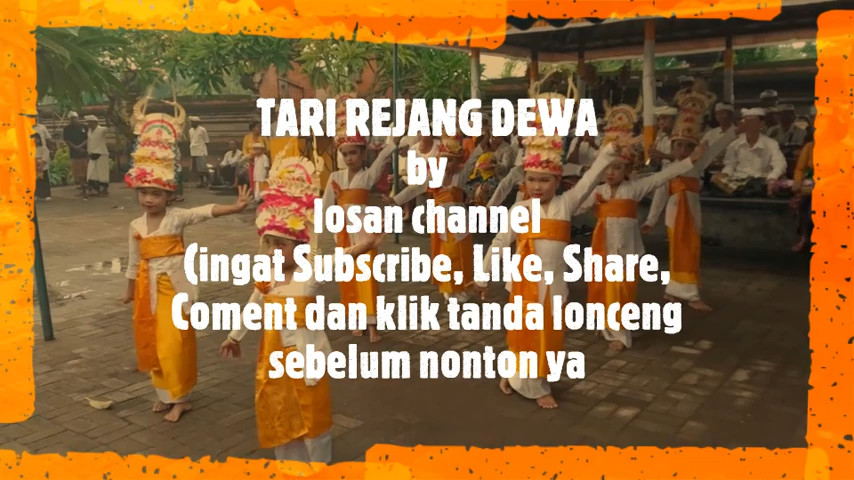 TARI REJANG DEWA
by
losan channel
(ingat Subscribe, Like, Share,
Coment dan klik tanda lonceng
sebelum nonton ya